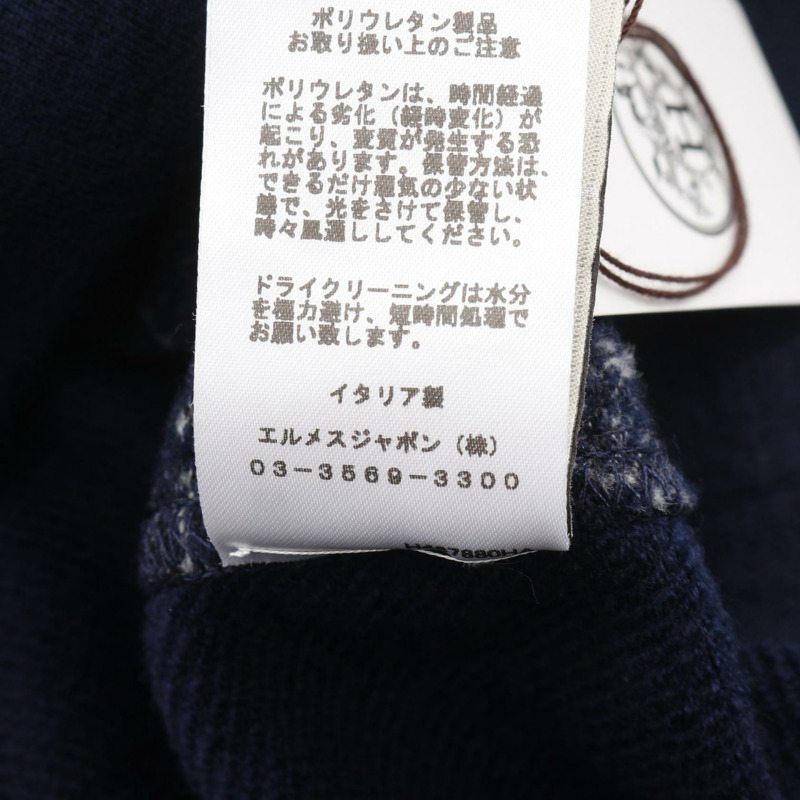 ポリウレタン製品
お取り扱い上のご注意
ポリウレタンは、時間経過
による劣化（経時変化）が
起こり、変質が発生する恐
れがあります。保管方法は、
できるだけ湿気の少ない状
態で、光をさけて保管し、
時々風通ししてください。
ドライクリーニングは水分
を極力避け、短時間処理で
お願い致します。
イタリア製
エルメスジャポン（株）
03-3569-3300